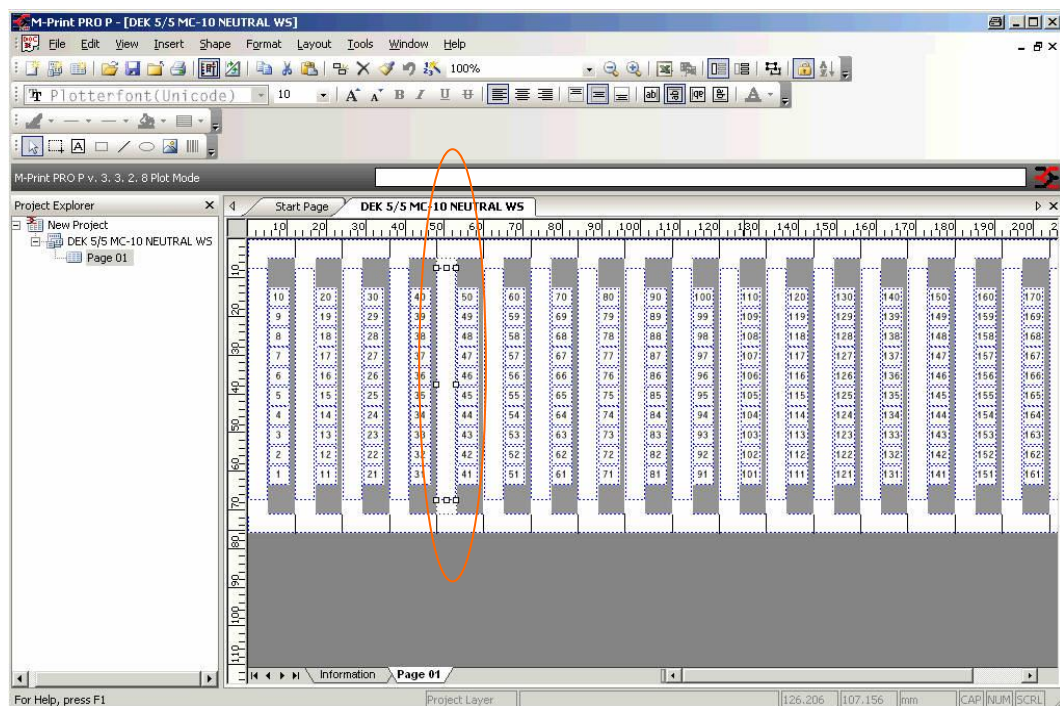 M-Print PRO P - [DEK 5/5 MC-10 NEUTRAL WS]
File Edit View Insert Shape Format Layout Tools Window Help
100%
Plotterfont(Unicode) 10 A A B I U
M-Print PRO P v. 3. 3. 2. 8 Plot Mode
Project Explorer
Start Page DEK 5/5 MC-10 NEUTRAL WS
New Project
DEK 5/5 MC-10 NEUTRAL WS
Page 01
10 20 30 40 50 60 70 80 90 100 110 120 130 140 150 160 170 180 190 200 2
10 20 30 40 50 60 70 80 90 100 110
10 20 30 40 50 60 70 80 90 100 110 120 130 140 150 160 170
9 19 29 39 49 59 69 79 89 99 109 119 129 139 149 159 169
8 18 28 38 48 58 68 78 88 98 108 118 128 138 148 158 168
7 17 27 37 47 57 67 77 87 97 107 117 127 137 147 157 167
6 16 26 36 46 56 66 76 86 96 106 116 126 136 146 156 166
5 15 25 35 45 55 65 75 85 95 105 115 125 135 145 155 165
4 14 24 34 44 54 64 74 84 94 104 114 124 134 144 154 164
3 13 23 33 43 53 63 73 83 93 103 113 123 133 143 153 163
2 12 22 32 42 52 62 72 82 92 102 112 122 132 142 152 162
1 11 21 31 41 51 61 71 81 91 101 111 121 131 141 151 161
Information Page 01
For Help, press F1 Project Layer 126.206 107.156 mm CAP NUM SCRL